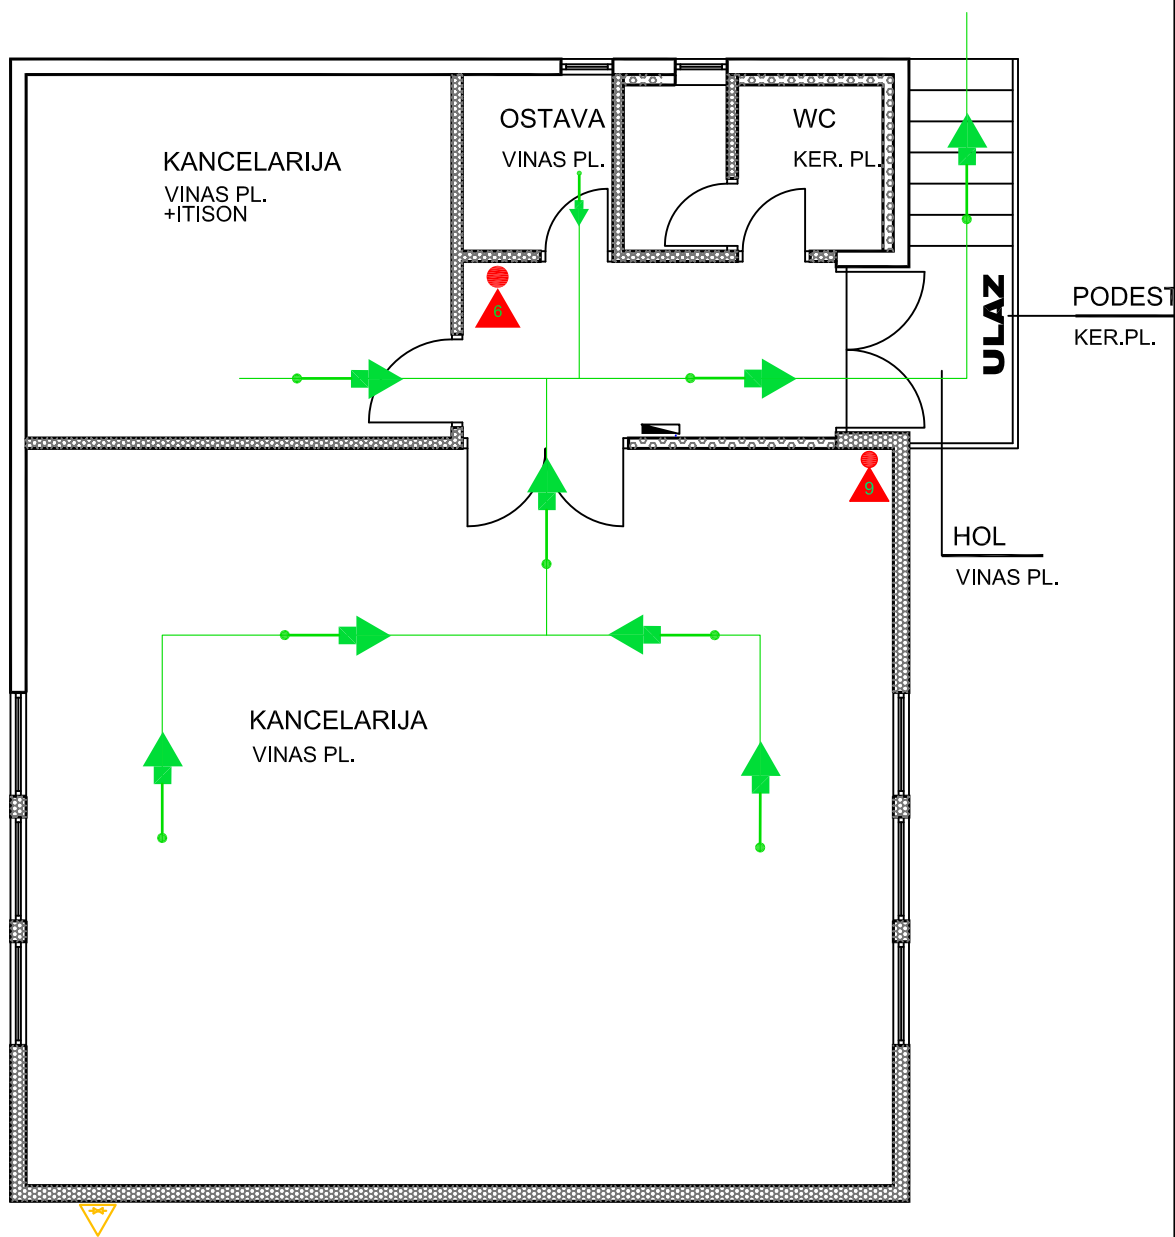 OSTAVA
VINAS PL.
WC
KER. PL.
KANCELARIJA
VINAS PL.
+ITISON
6
ULAZ
PODEST
KER.PL.
9
HOL
VINAS PL.
KANCELARIJA
VINAS PL.